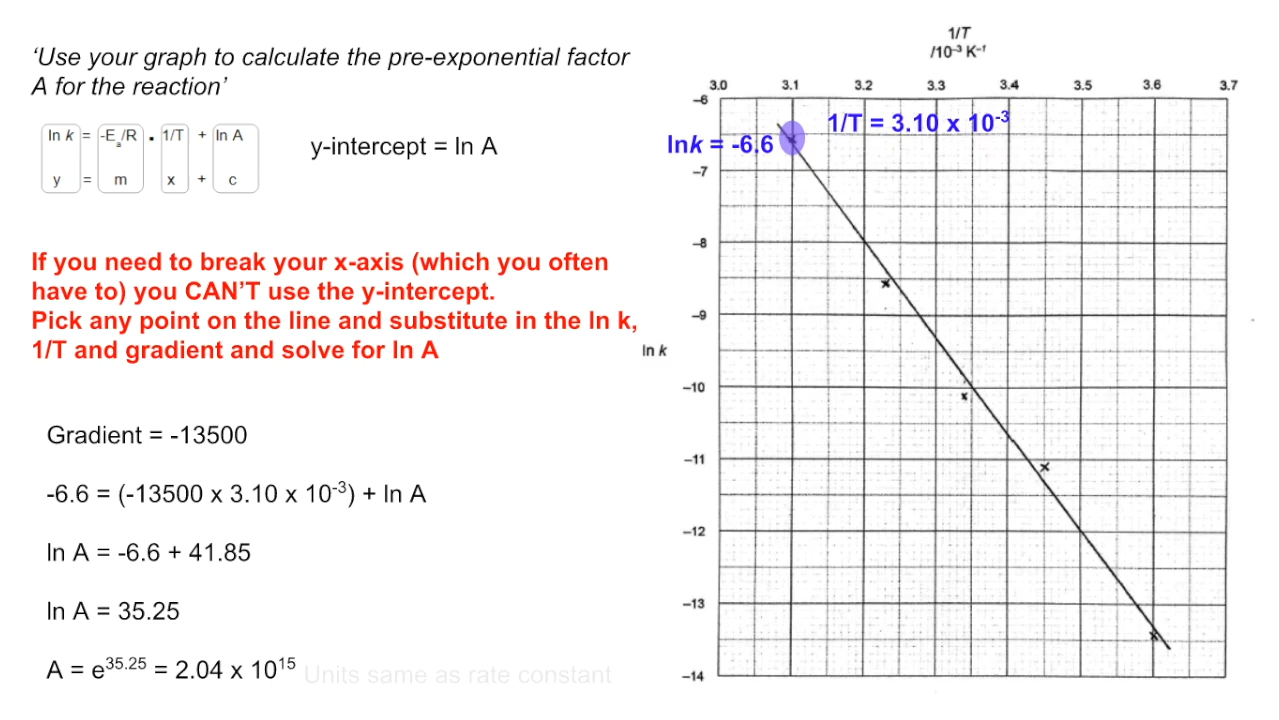 ‘Use your graph to calculate the pre-exponential factor
A for the reaction’
ln k = -Eₐ/R . 1/T + ln A
y = m x + c
y-intercept = ln A
If you need to break your x-axis (which you often
have to) you CAN’T use the y-intercept.
Pick any point on the line and substitute in the ln k,
1/T and gradient and solve for ln A
Gradient = -13500
-6.6 = (-13500 x 3.10 x 10⁻³) + ln A
ln A = -6.6 + 41.85
ln A = 35.25
A = e³⁵·²⁵ = 2.04 x 10¹⁵ Units same as rate constant
1/T
/10⁻³ K⁻¹
3.0 3.1 3.2 3.3 3.4 3.5 3.6 3.7
1/T = 3.10 x 10⁻³
lnk = -6.6
ln k
–6
–7
–8
–9
–10
–11
–12
–13
–14